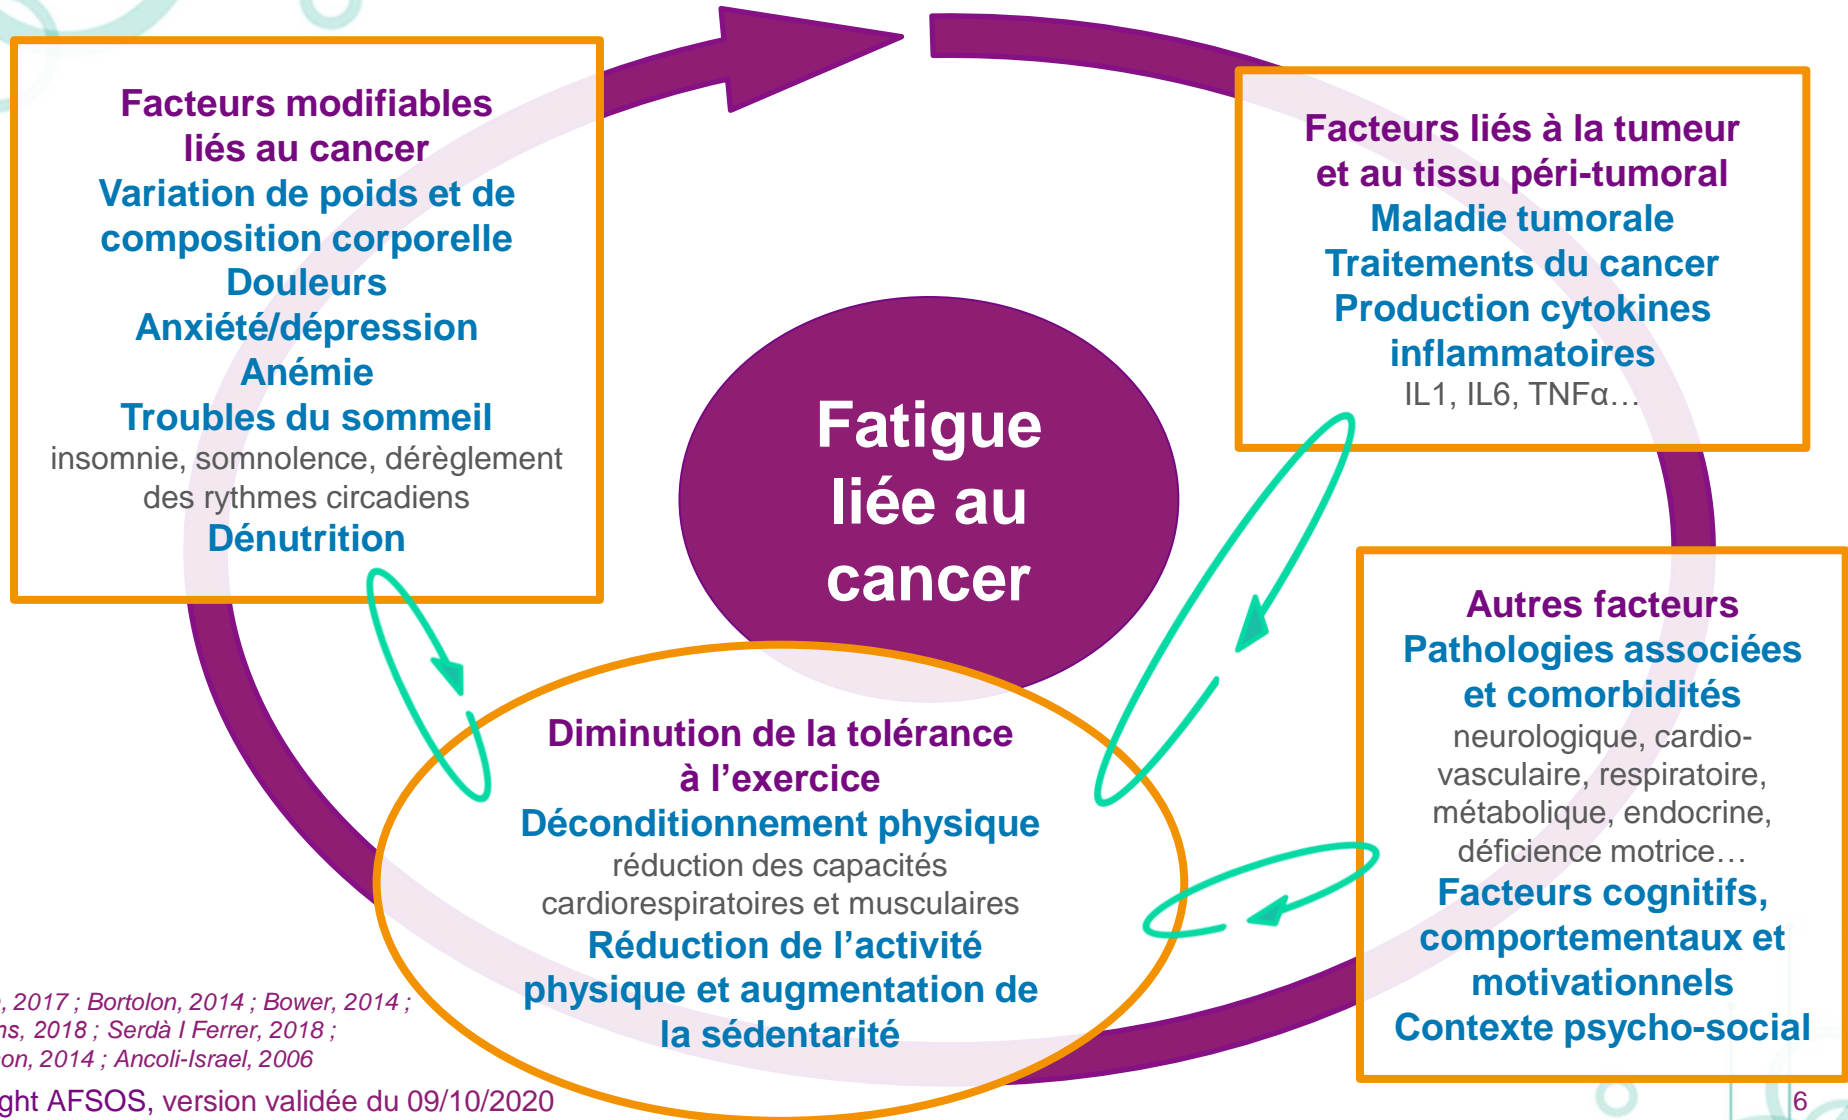 Facteurs modifiables
liés au cancer
Variation de poids et de
composition corporelle
Douleurs
Anxiété/dépression
Anémie
Troubles du sommeil
insomnie, somnolence, dérèglement
des rythmes circadiens
Dénutrition
Facteurs liés à la tumeur
et au tissu péri-tumoral
Maladie tumorale
Traitements du cancer
Production cytokines
inflammatoires
IL1, IL6, TNFα…
Fatigue
liée au
cancer
Autres facteurs
Pathologies associées
et comorbidités
neurologique, cardio-
vasculaire, respiratoire,
métabolique, endocrine,
déficience motrice…
Facteurs cognitifs,
comportementaux et
motivationnels
Contexte psycho-social
Diminution de la tolérance
à l’exercice
Déconditionnement physique
réduction des capacités
cardiorespiratoires et musculaires
Réduction de l’activité
physique et augmentation de
la sédentarité
, 2017 ; Bortolon, 2014 ; Bower, 2014 ;
ns, 2018 ; Serdà I Ferrer, 2018 ;
on, 2014 ; Ancoli-Israel, 2006
ght AFSOS, version validée du 09/10/2020
6